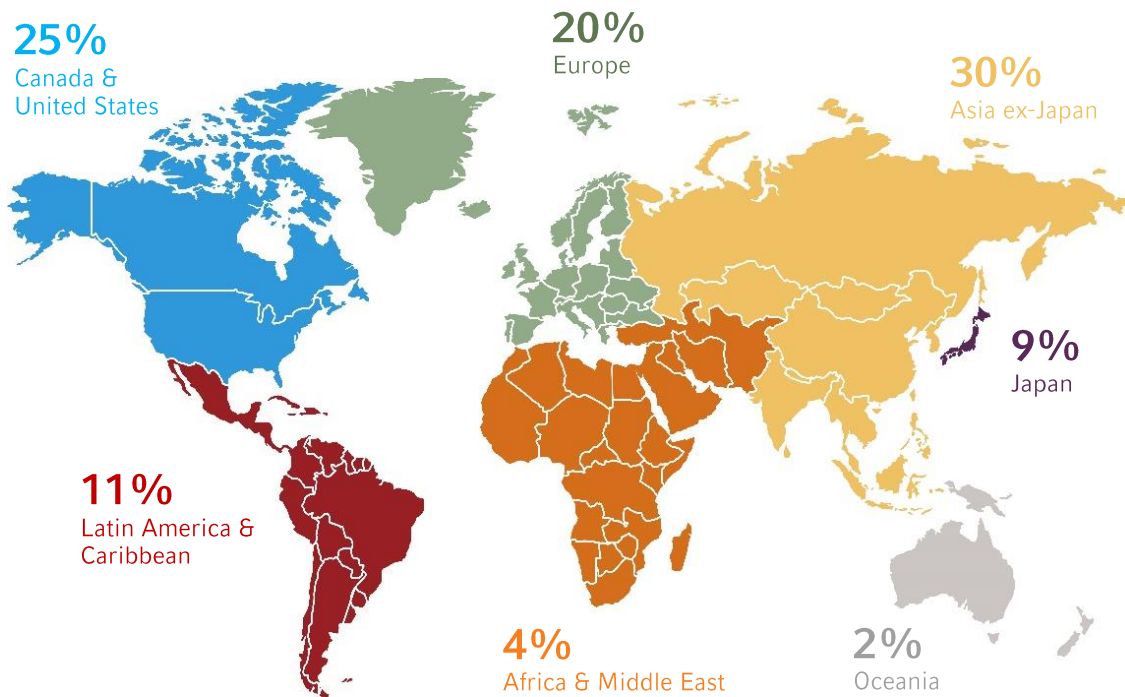 25%
Canada &
United States
20%
Europe
30%
Asia ex-Japan
9%
Japan
11%
Latin America &
Caribbean
4%
Africa & Middle East
2%
Oceania